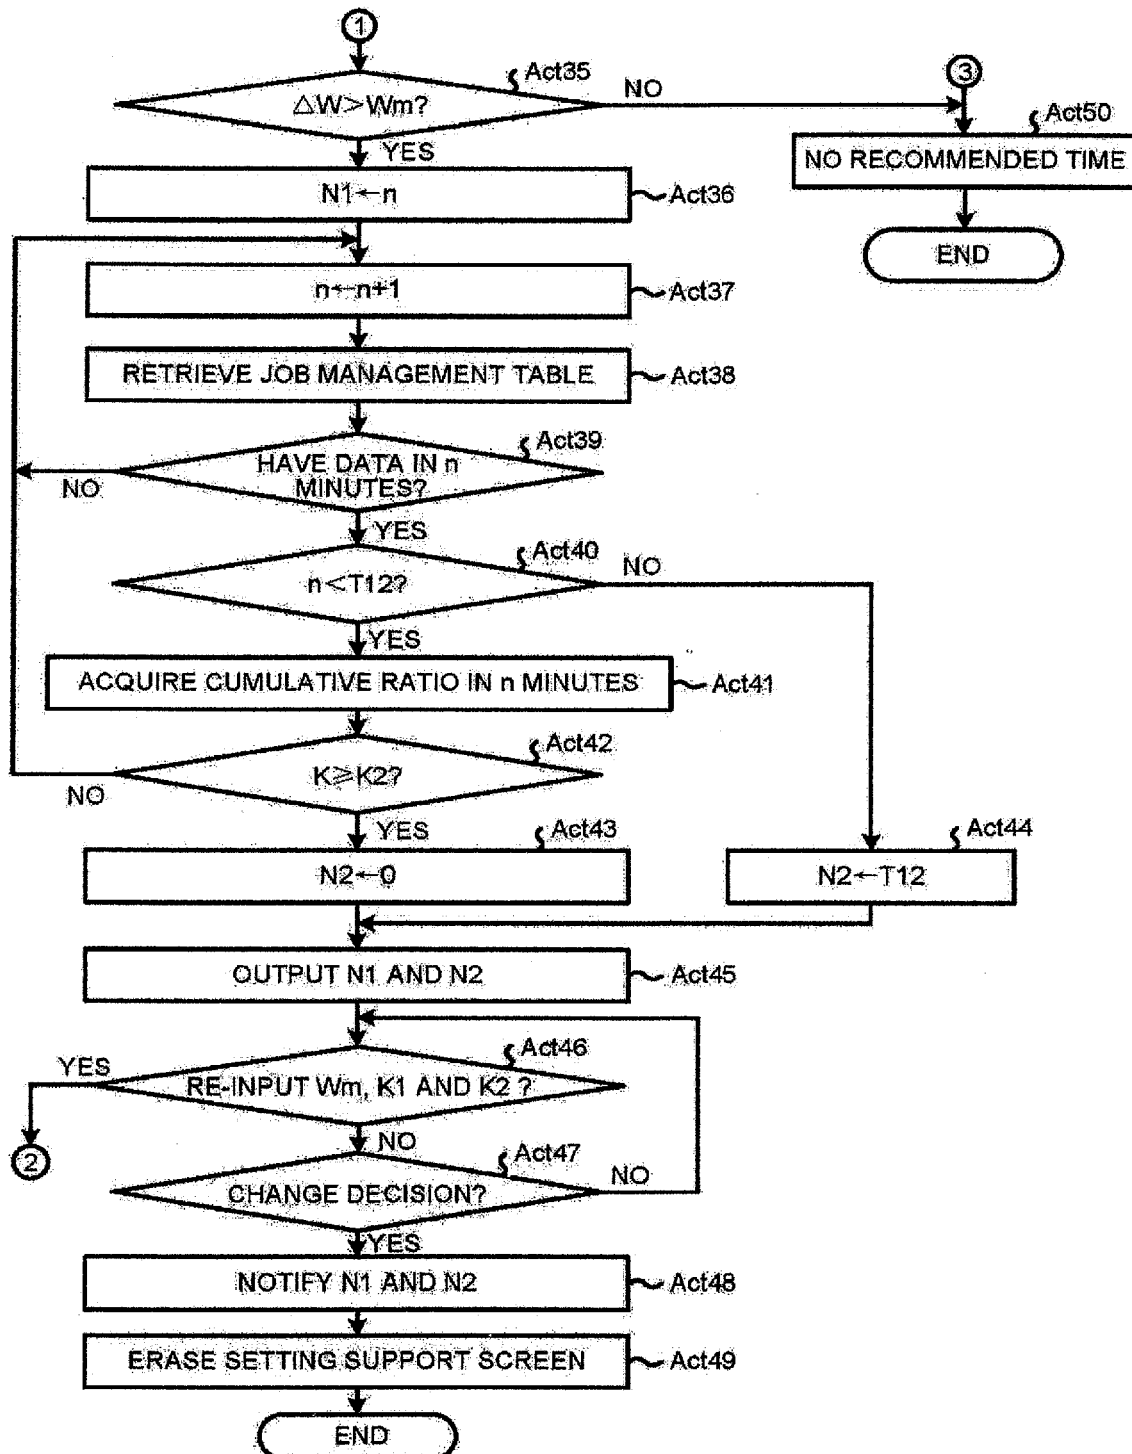 1
Act35
△W>Wm?
NO
YES
3
Act50
NO RECOMMENDED TIME
END
N1←n
Act36
n←n+1
Act37
RETRIEVE JOB MANAGEMENT TABLE
Act38
Act39
HAVE DATA IN n
MINUTES?
NO
YES
Act40
n<T12?
NO
YES
ACQUIRE CUMULATIVE RATIO IN n MINUTES
Act41
Act42
K≧K2?
NO
YES
Act43
N2←0
Act44
N2←T12
OUTPUT N1 AND N2
Act45
Act46
YES
RE-INPUT Wm, K1 AND K2 ?
2
NO
Act47
CHANGE DECISION?
NO
YES
NOTIFY N1 AND N2
Act48
ERASE SETTING SUPPORT SCREEN
Act49
END